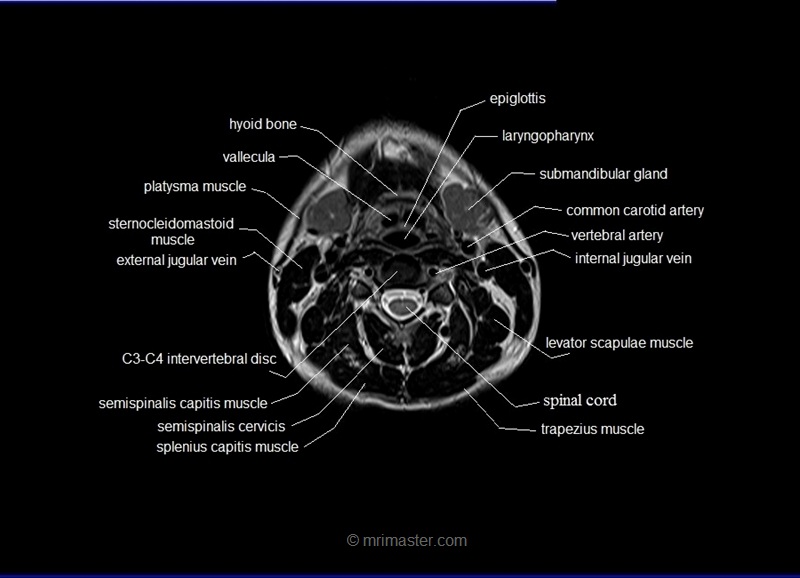 epiglottis
hyoid bone
laryngopharynx
vallecula
submandibular gland
platysma muscle
common carotid artery
sternocleidomastoid
muscle
vertebral artery
external jugular vein
internal jugular vein
levator scapulae muscle
C3-C4 intervertebral disc
semispinalis capitis muscle
spinal cord
semispinalis cervicis
trapezius muscle
splenius capitis muscle
© mrimaster.com